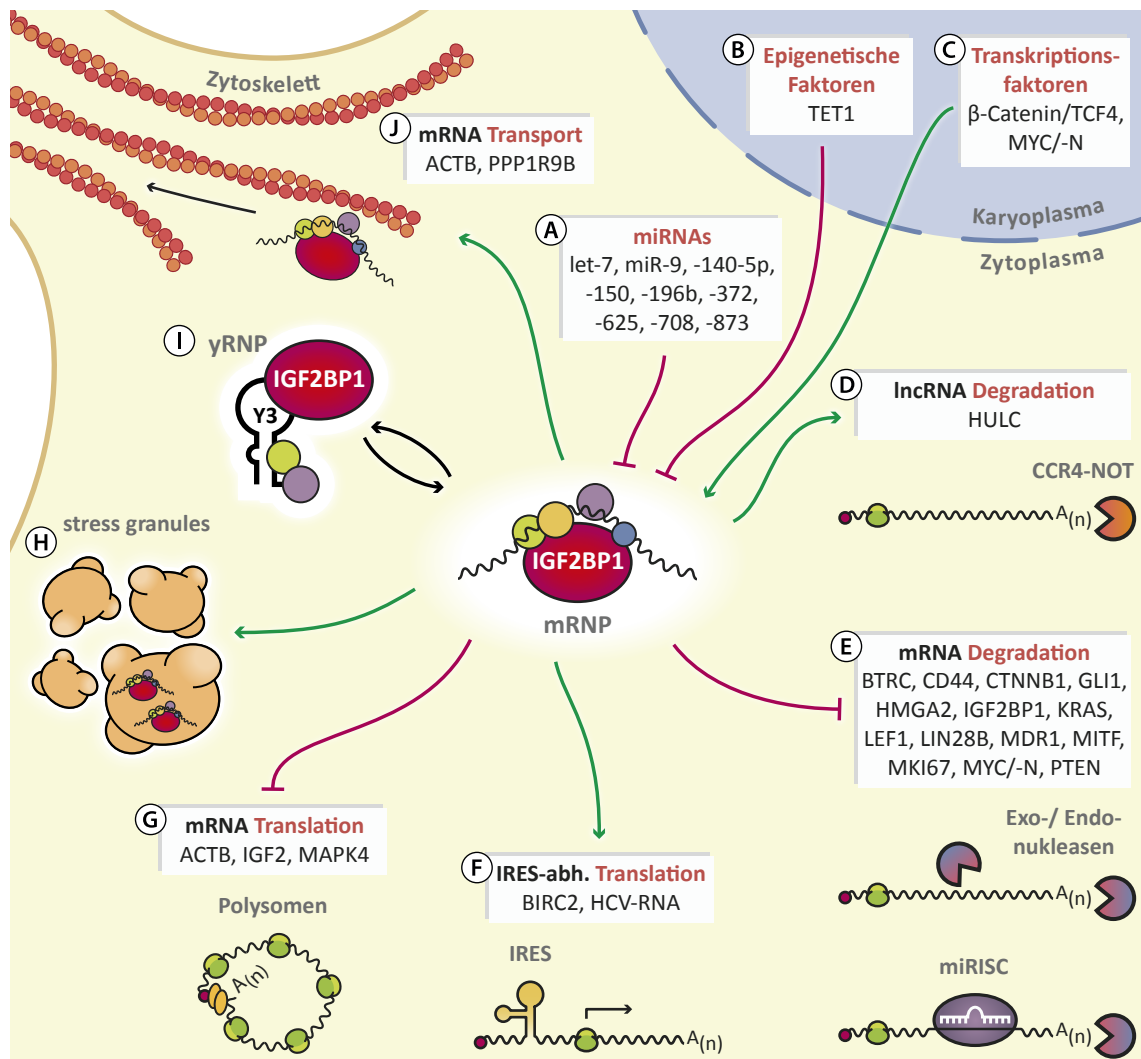 B
Epigenetische
Faktoren
TET1
C
Transkriptions-
faktoren
β-Catenin/TCF4,
MYC/-N
Zytoskelett
J
mRNA Transport
ACTB, PPP1R9B
Karyoplasma
Zytoplasma
A
miRNAs
let-7, miR-9, -140-5p,
-150, -196b, -372,
-625, -708, -873
I
yRNP
IGF2BP1
Y3
D
lncRNA Degradation
HULC
CCR4-NOT
A(n)
H
stress granules
IGF2BP1
mRNP
E
mRNA Degradation
BTRC, CD44, CTNNB1, GLI1,
HMGA2, IGF2BP1, KRAS,
LEF1, LIN28B, MDR1, MITF,
MKI67, MYC/-N, PTEN
G
mRNA Translation
ACTB, IGF2, MAPK4
Polysomen
A(n)
F
IRES-abh. Translation
BIRC2, HCV-RNA
IRES
A(n)
Exo-/ Endo-
nukleasen
A(n)
miRISC
A(n)